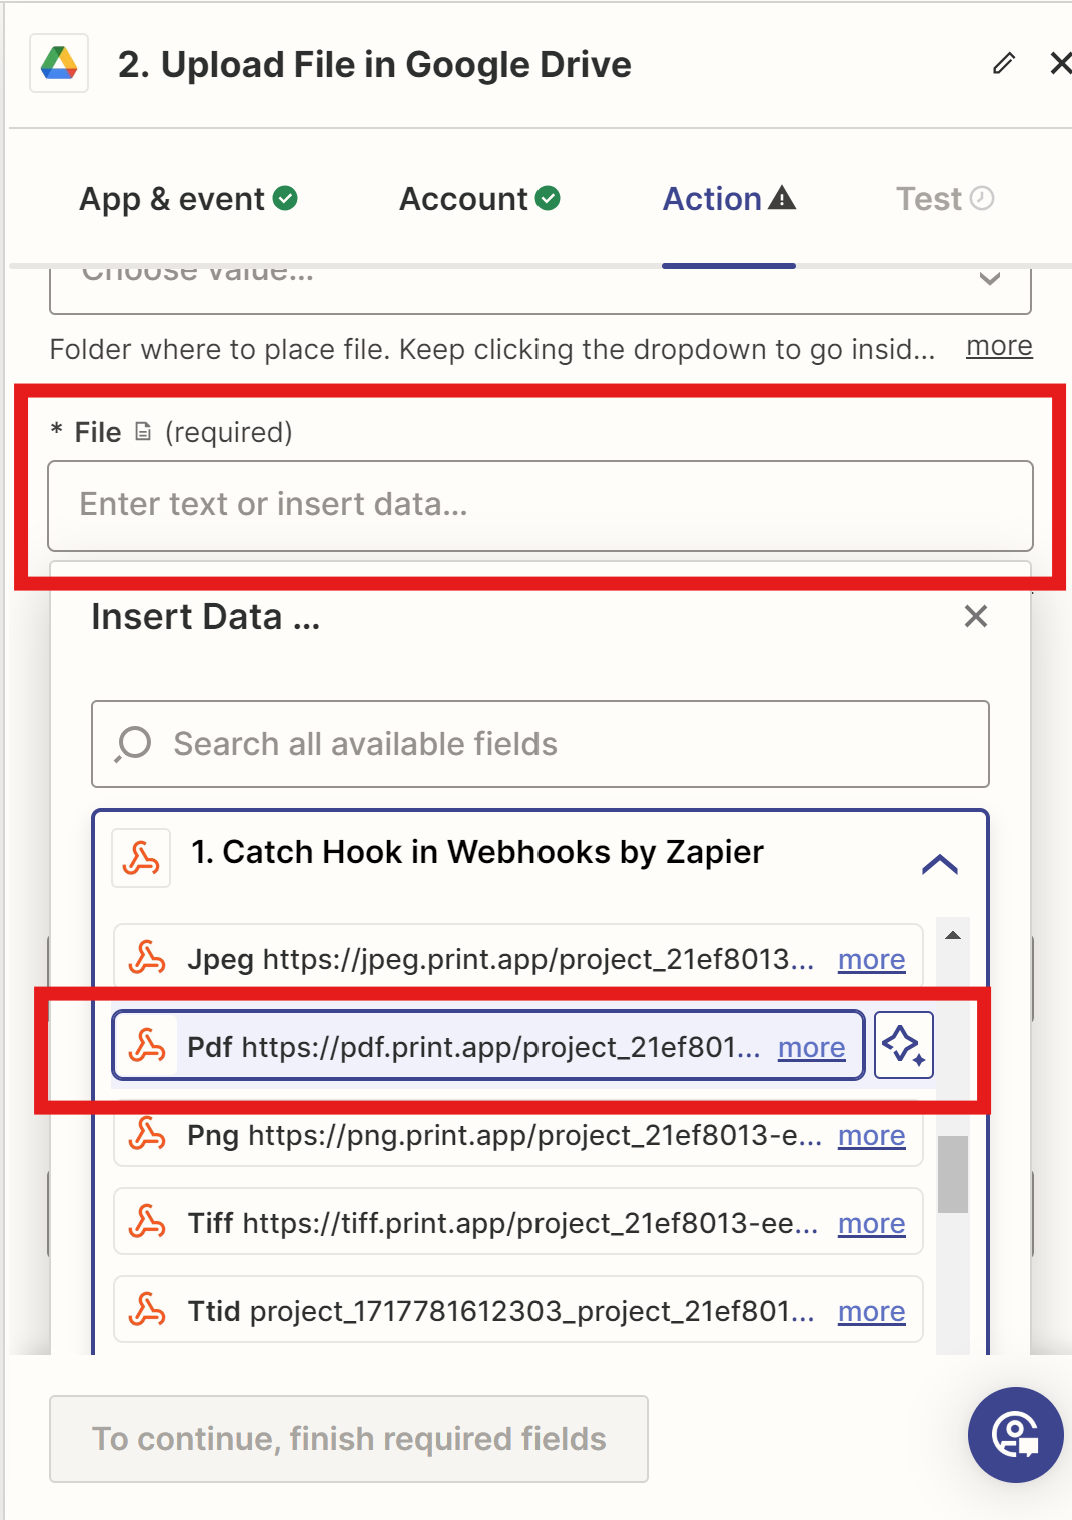 2. Upload File in Google Drive
App & event
Account
Action
Test
Choose value...
Folder where to place file. Keep clicking the dropdown to go insid... more
* File (required)
Enter text or insert data...
Insert Data ...
Search all available fields
1. Catch Hook in Webhooks by Zapier
Jpeg https://jpeg.print.app/project_21ef8013... more
Pdf https://pdf.print.app/project_21ef801... more
Png https://png.print.app/project_21ef8013-e... more
Tiff https://tiff.print.app/project_21ef8013-ee... more
Ttid project_1717781612303_project_21ef801... more
To continue, finish required fields